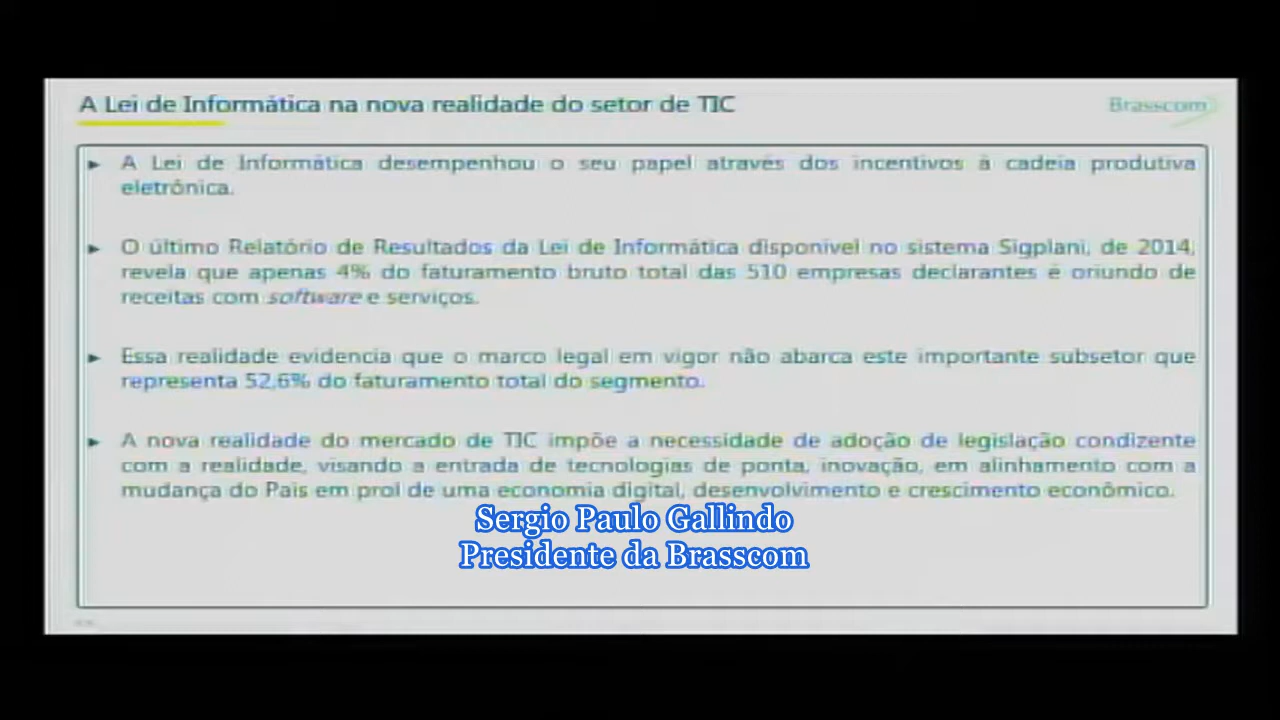 A Lei de Informática na nova realidade do setor de TIC
Brasscom
► A Lei de Informática desempenhou o seu papel através dos incentivos à cadeia produtiva
eletrônica.
► O último Relatório de Resultados da Lei de Informática disponível no sistema Sigplani, de 2014,
revela que apenas 4% do faturamento bruto total das 510 empresas declarantes é oriundo de
receitas com software e serviços.
► Essa realidade evidencia que o marco legal em vigor não abarca este importante subsetor que
representa 52,6% do faturamento total do segmento.
► A nova realidade do mercado de TIC impõe a necessidade de adoção de legislação condizente
com a realidade, visando a entrada de tecnologias de ponta, inovação, em alinhamento com a
mudança do País em prol de uma economia digital, desenvolvimento e crescimento econômico.
Sergio Paulo Gallindo
Presidente da Brasscom